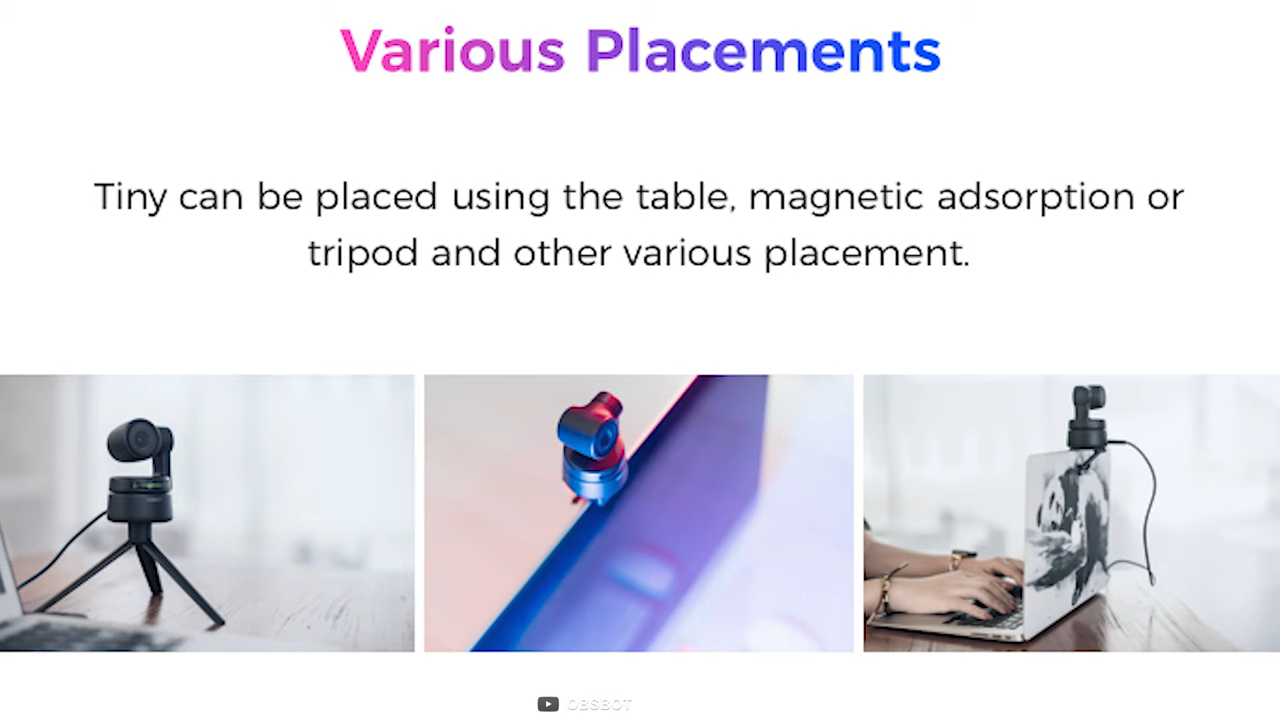 Various Placements
Tiny can be placed using the table, magnetic adsorption or
tripod and other various placement.
OBSBOT